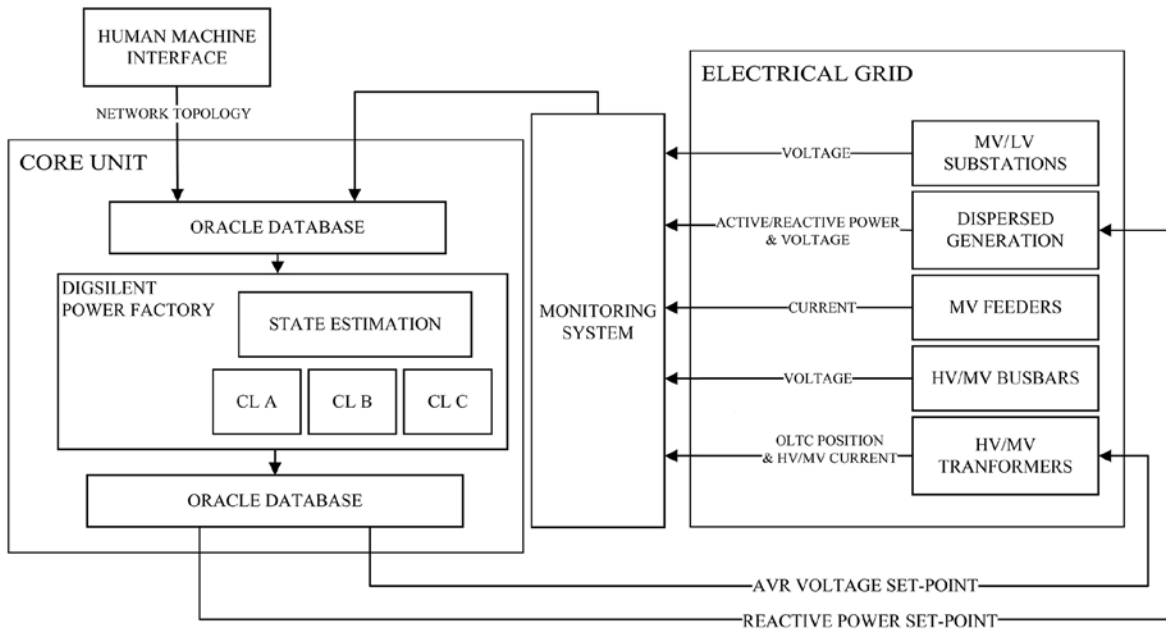 HUMAN MACHINE
INTERFACE
NETWORK TOPOLOGY
CORE UNIT
ORACLE DATABASE
DIGSILENT
POWER FACTORY
STATE ESTIMATION
CL A
CL B
CL C
ORACLE DATABASE
MONITORING
SYSTEM
ELECTRICAL GRID
VOLTAGE
MV/LV
SUBSTATIONS
ACTIVE/REACTIVE POWER
& VOLTAGE
DISPERSED
GENERATION
CURRENT
MV FEEDERS
VOLTAGE
HV/MV BUSBARS
OLTC POSITION
& HV/MV CURRENT
HV/MV
TRANFORMERS
AVR VOLTAGE SET-POINT
REACTIVE POWER SET-POINT